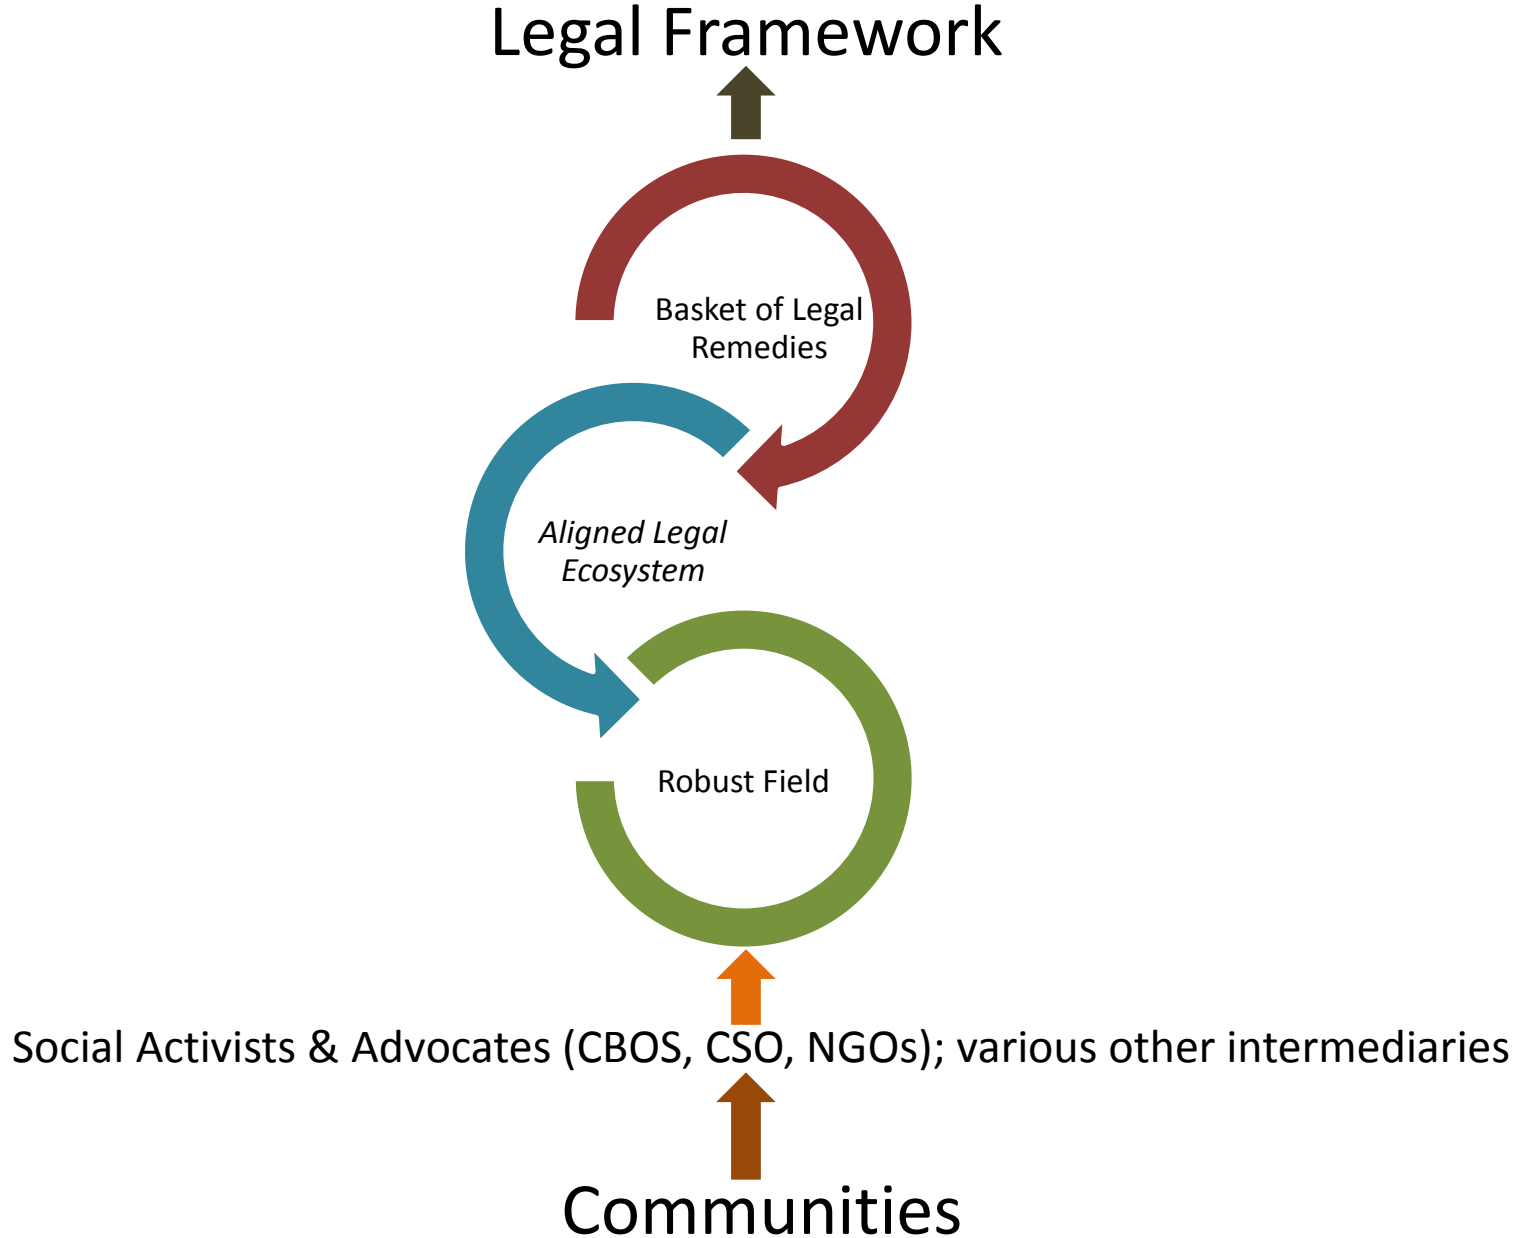 Legal Framework
Basket of Legal
Remedies
Aligned Legal
Ecosystem
Robust Field
Social Activists & Advocates (CBOS, CSO, NGOs); various other intermediaries
Communities